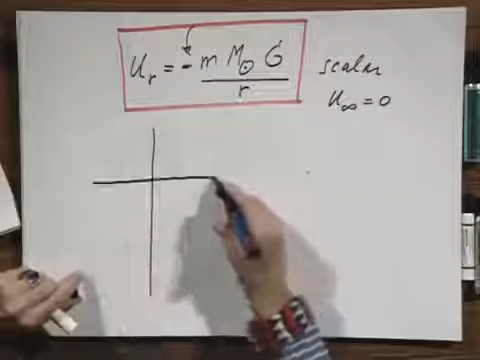 U_r = - m M_⊙ G / r
scalar
U_∞ = 0